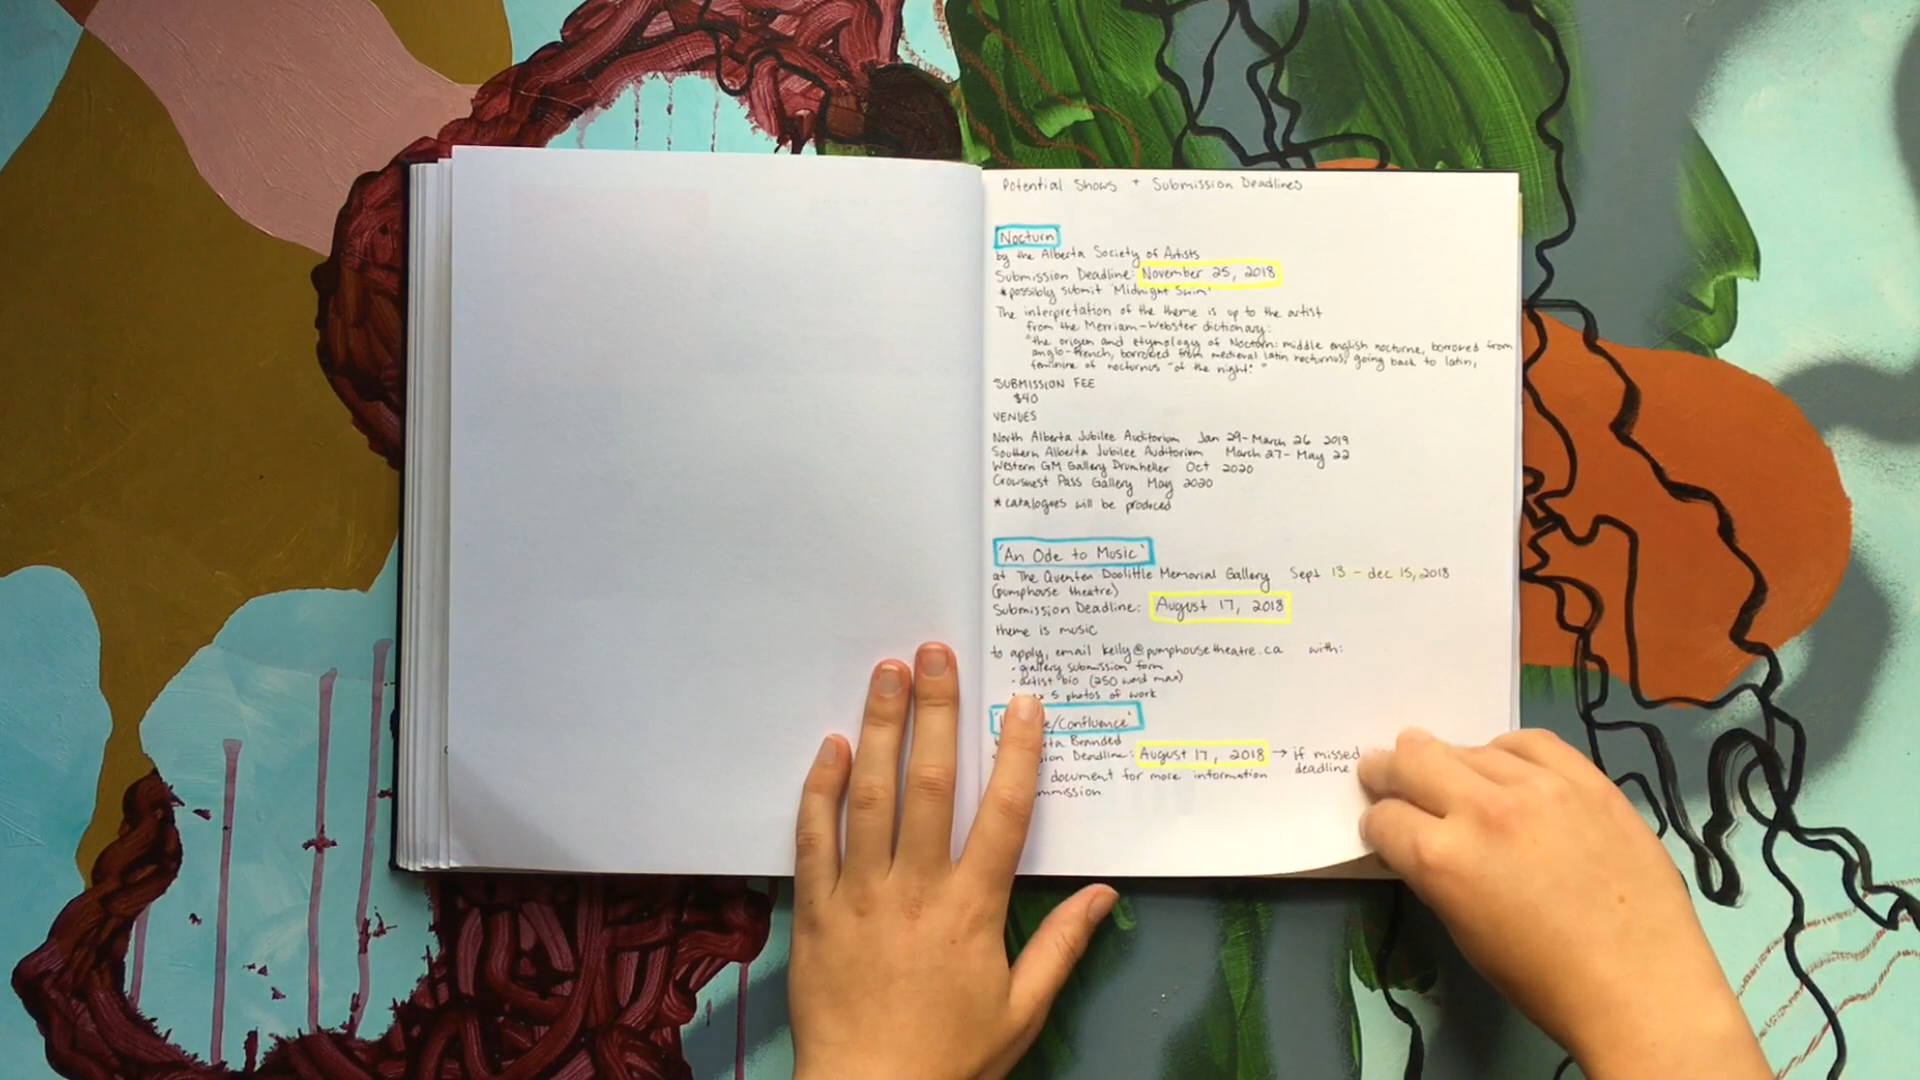 Potential Shows + Submission Deadlines
Nocturn
by the Alberta Society of Artists
Submission Deadline: November 25, 2018
*possibly submit 'Midnight Swim'
The interpretation of the theme is up to the artist
from the Merriam-Webster dictionary:
"the origin and etymology of Nocturn: middle english nocturne, borrowed from
anglo-french, borrowed from medieval latin nocturnus, going back to latin,
feminine of nocturnus "of the night."
SUBMISSION FEE
$40
VENUES
North Alberta Jubilee Auditorium Jan 29-March 26 2019
Southern Alberta Jubilee Auditorium March 27-May 22
Western GM Gallery Drumheller Oct 2020
Crowsnest Pass Gallery May 2020
*catalogues will be produced
'An Ode to Music'
at The Quenten Doolittle Memorial Gallery Sept 13 - dec 15, 2018
(pumphouse theatre)
Submission Deadline: August 17, 2018
theme is music
to apply, email kelly@pumphousetheatre.ca with:
- gallery submission form
- artist bio (250 word max)
5 photos of work
/Confluence'
Branded
Deadline: August 17, 2018 → if missed
deadline
document for more information